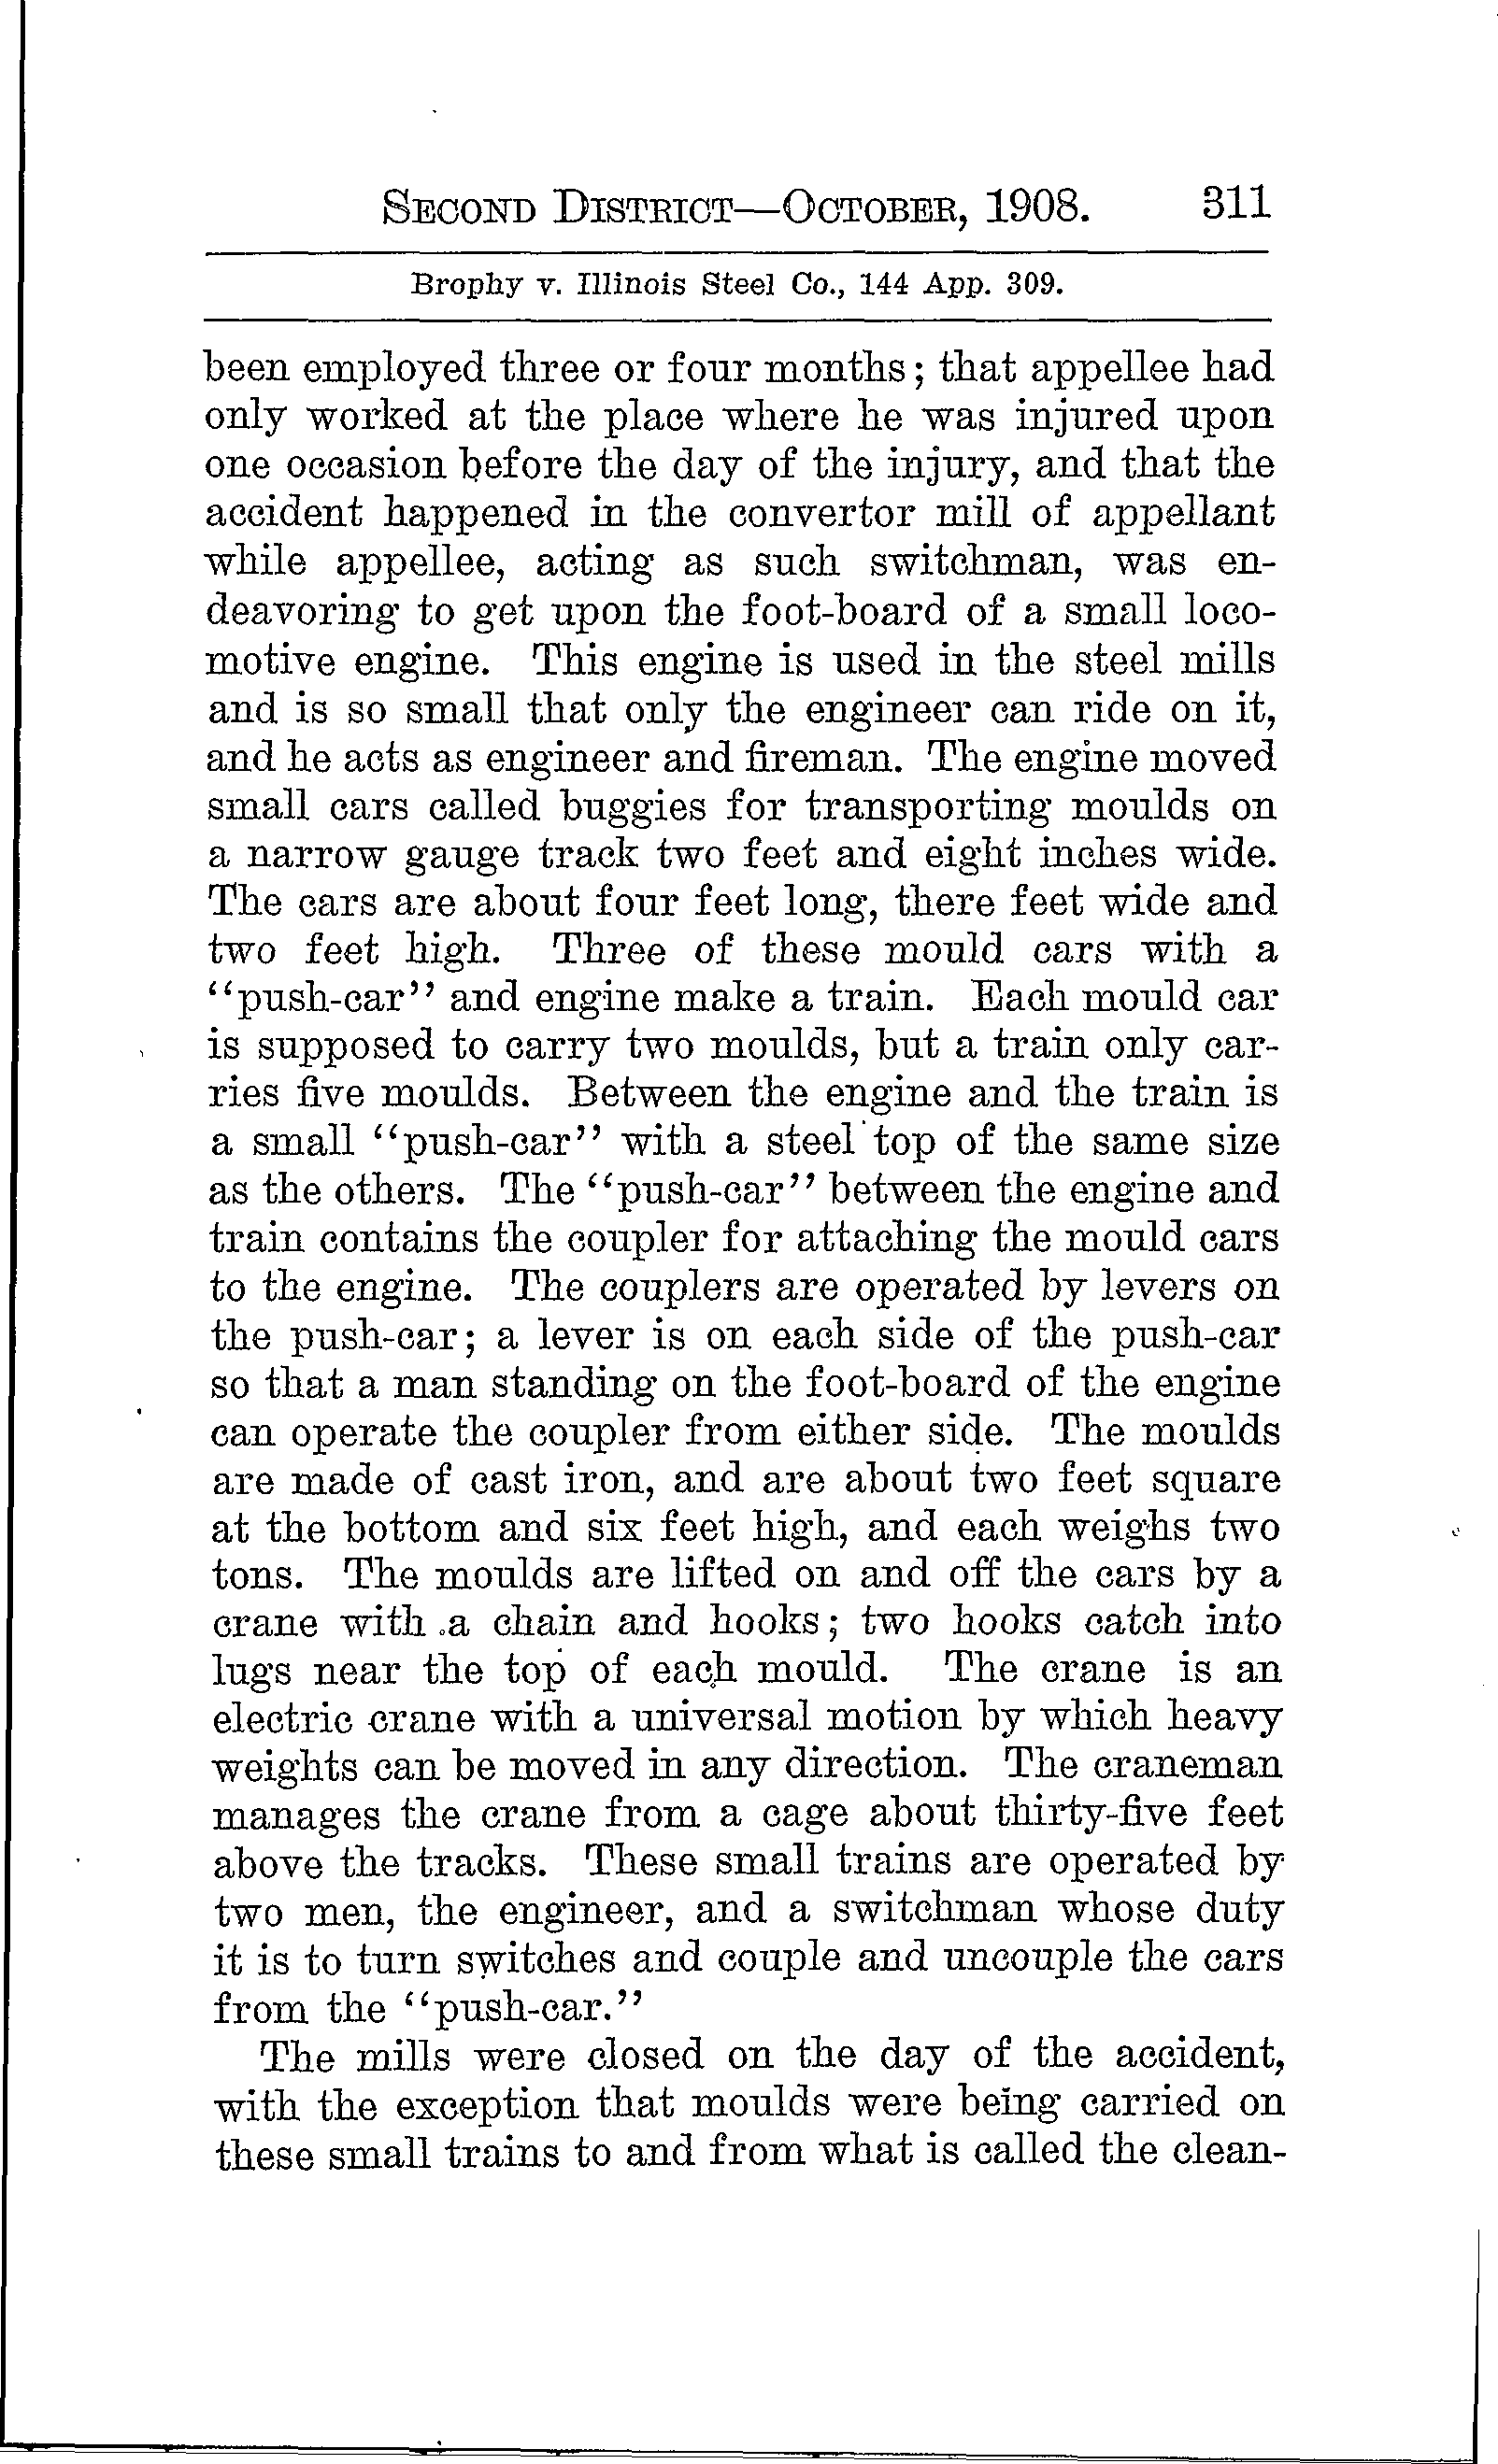 SECOND DISTRICT—OCTOBER, 1908. 311
Brophy v. Illinois Steel Co., 144 App. 309.
been employed three or four months; that appellee had
only worked at the place where he was injured upon
one occasion before the day of the injury, and that the
accident happened in the convertor mill of appellant
while appellee, acting as such switchman, was en-
deavoring to get upon the foot-board of a small loco-
motive engine. This engine is used in the steel mills
and is so small that only the engineer can ride on it,
and he acts as engineer and fireman. The engine moved
small cars called buggies for transporting moulds on
a narrow gauge track two feet and eight inches wide.
The cars are about four feet long, there feet wide and
two feet high. Three of these mould cars with a
“push-car” and engine make a train. Each mould car
is supposed to carry two moulds, but a train only car-
ries five moulds. Between the engine and the train is
a small “push-car” with a steel top of the same size
as the others. The “push-car” between the engine and
train contains the coupler for attaching the mould cars
to the engine. The couplers are operated by levers on
the push-car; a lever is on each side of the push-car
so that a man standing on the foot-board of the engine
can operate the coupler from either side. The moulds
are made of cast iron, and are about two feet square
at the bottom and six feet high, and each weighs two
tons. The moulds are lifted on and off the cars by a
crane with a chain and hooks; two hooks catch into
lugs near the top of each mould. The crane is an
electric crane with a universal motion by which heavy
weights can be moved in any direction. The craneman
manages the crane from a cage about thirty-five feet
above the tracks. These small trains are operated by
two men, the engineer, and a switchman whose duty
it is to turn switches and couple and uncouple the cars
from the “push-car.”
The mills were closed on the day of the accident,
with the exception that moulds were being carried on
these small trains to and from what is called the clean-